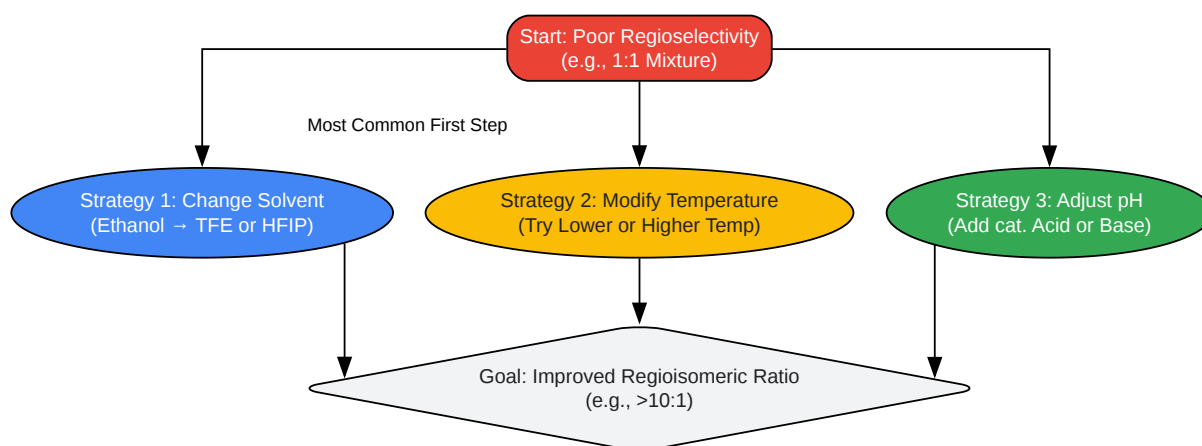 Start: Poor Regioselectivity
(e.g., 1:1 Mixture)
Most Common First Step
Strategy 1: Change Solvent
(Ethanol → TFE or HFIP)
Strategy 2: Modify Temperature
(Try Lower or Higher Temp)
Strategy 3: Adjust pH
(Add cat. Acid or Base)
Goal: Improved Regioisomeric Ratio
(e.g., >10:1)